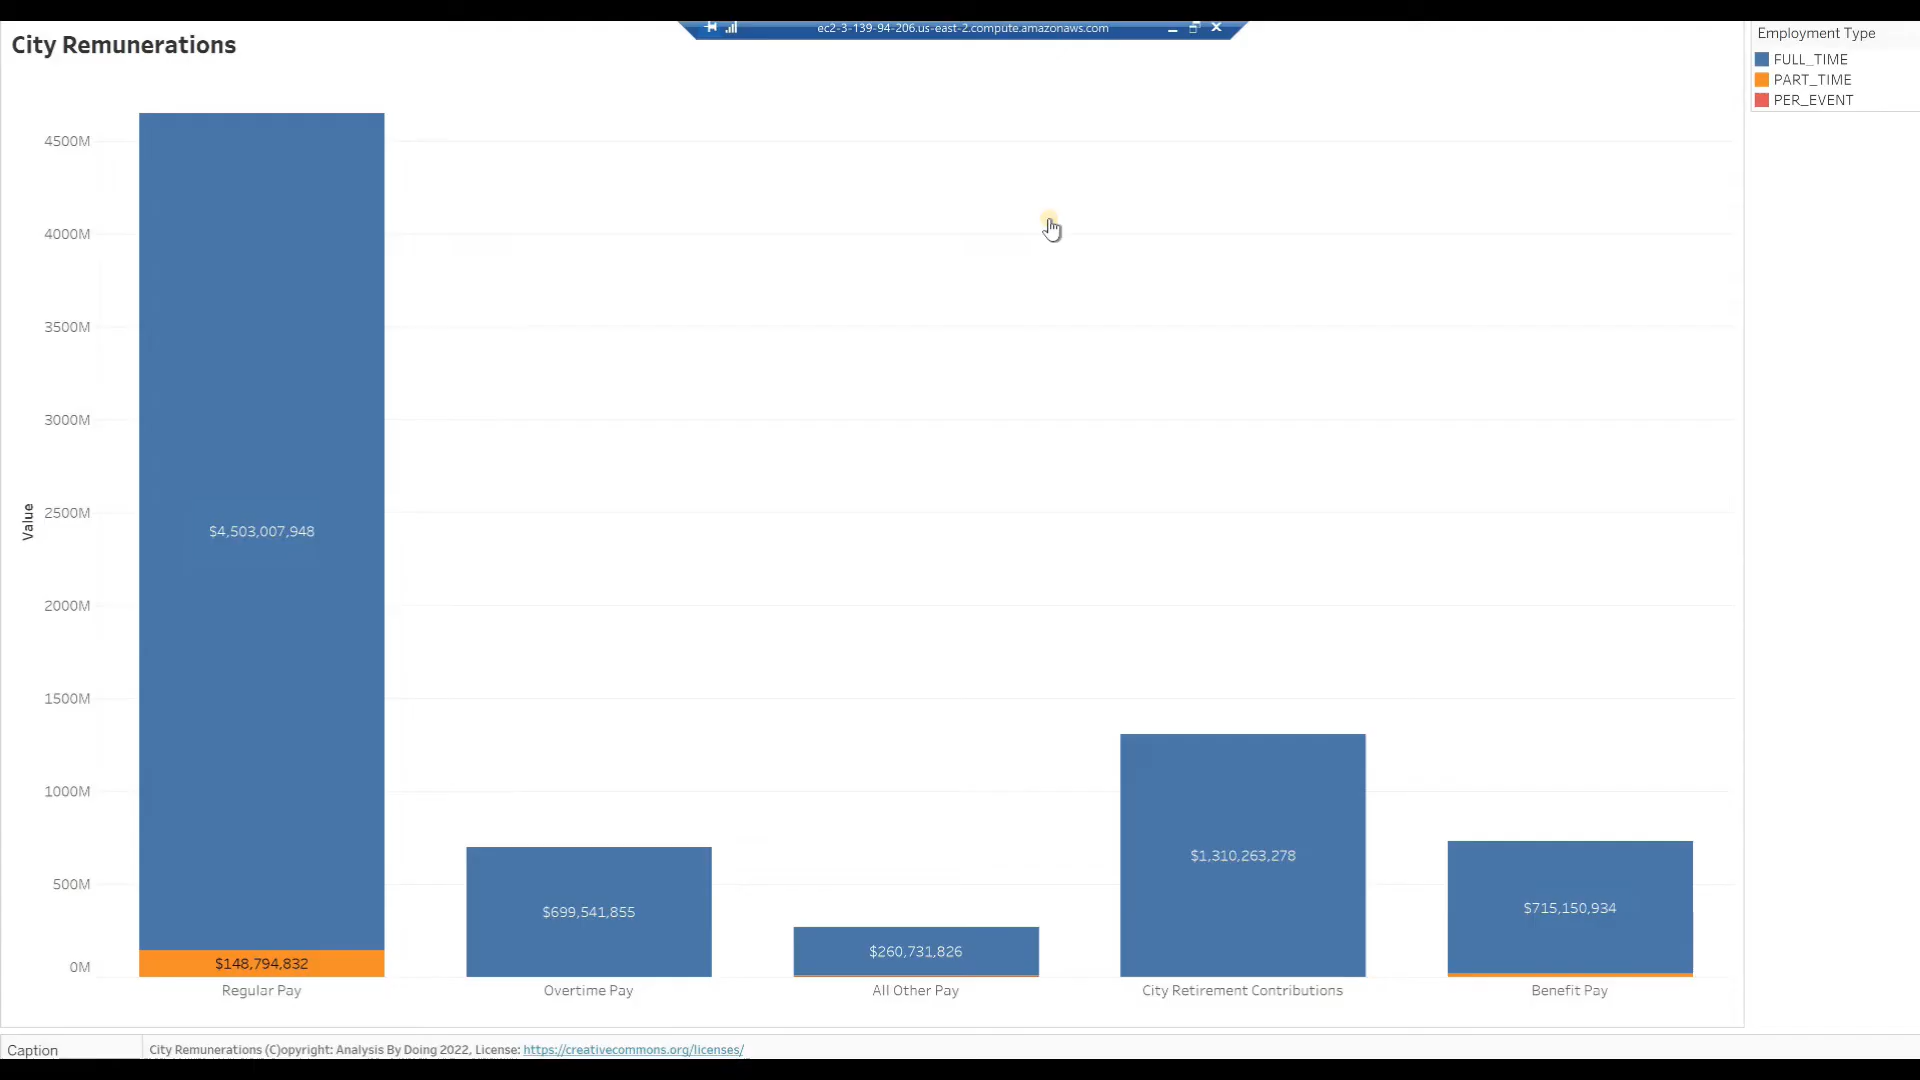 ec2-3-139-94-206.us-east-2.compute.amazonaws.com
City Remunerations
Employment Type
FULL_TIME
PART_TIME
PER_EVENT
Value
4500M
4000M
3500M
3000M
2500M
2000M
1500M
1000M
500M
0M
$4,503,007,948
$148,794,832
$699,541,855
$260,731,826
$1,310,263,278
$715,150,934
Regular Pay
Overtime Pay
All Other Pay
City Retirement Contributions
Benefit Pay
Caption
City Remunerations (C)opyright: Analysis By Doing 2022, License: https://creativecommons.org/licenses/